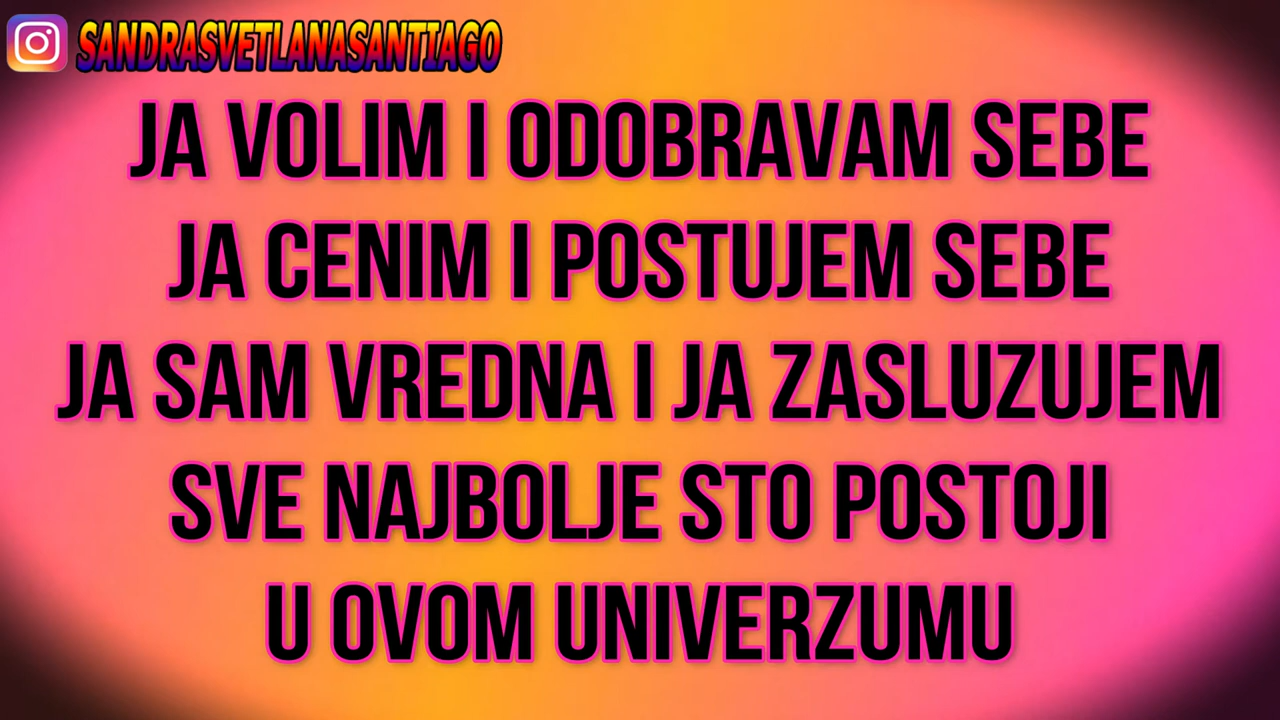 SANDRASVETLANASANTIAGO
JA VOLIM I ODOBRAVAM SEBE
JA CENIM I POSTUJEM SEBE
JA SAM VREDNA I JA ZASLUZUJEM
SVE NAJBOLJE STO POSTOJI
U OVOM UNIVERZUMU